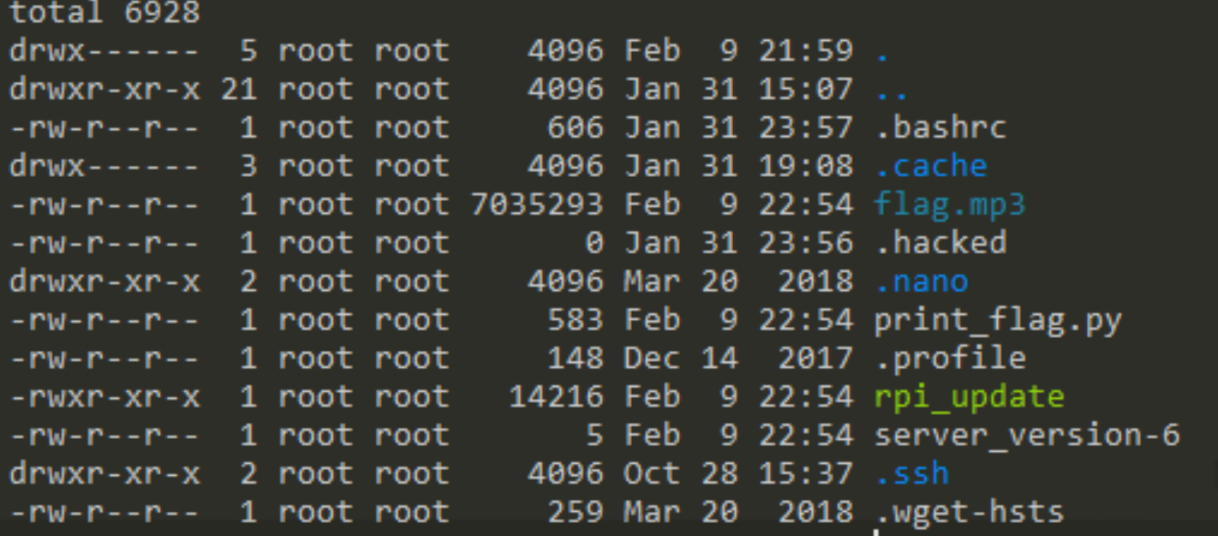 total 6928
drwx------  5 root root    4096 Feb  9 21:59 .
drwxr-xr-x 21 root root    4096 Jan 31 15:07 ..
-rw-r--r--  1 root root     606 Jan 31 23:57 .bashrc
drwx------  3 root root    4096 Jan 31 19:08 .cache
-rw-r--r--  1 root root 7035293 Feb  9 22:54 flag.mp3
-rw-r--r--  1 root root       0 Jan 31 23:56 .hacked
drwxr-xr-x  2 root root    4096 Mar 20  2018 .nano
-rw-r--r--  1 root root     583 Feb  9 22:54 print_flag.py
-rw-r--r--  1 root root     148 Dec 14  2017 .profile
-rwxr-xr-x  1 root root   14216 Feb  9 22:54 rpi_update
-rw-r--r--  1 root root       5 Feb  9 22:54 server_version-6
drwxr-xr-x  2 root root    4096 Oct 28 15:37 .ssh
-rw-r--r--  1 root root     259 Mar 20  2018 .wget-hsts